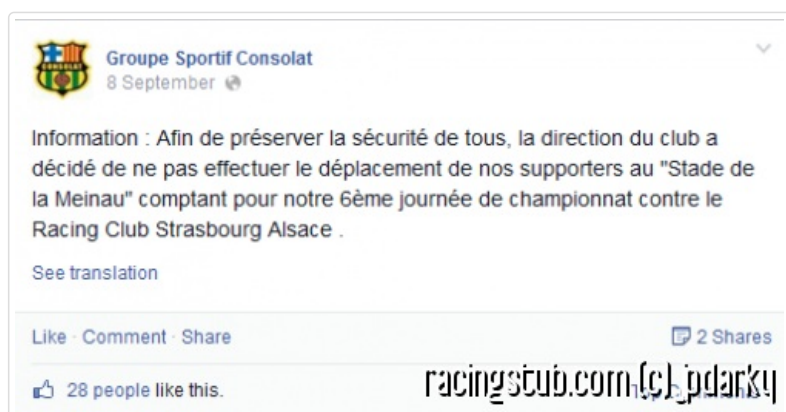 Groupe Sportif Consolat
8 September
Information : Afin de préserver la sécurité de tous, la direction du club a
décidé de ne pas effectuer le déplacement de nos supporters au "Stade de
la Meinau" comptant pour notre 6ème journée de championnat contre le
Racing Club Strasbourg Alsace .
See translation
Like · Comment · Share
2 Shares
28 people like this.
racingstub.com (c) pdarky